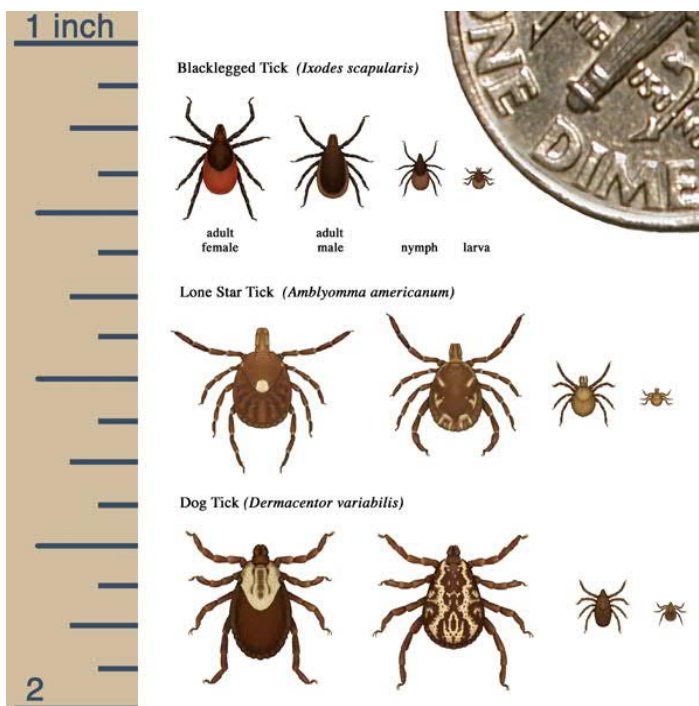 1 inch
Blacklegged Tick (Ixodes scapularis)
adult female
adult male
nymph
larva
ONE DIME
Lone Star Tick (Amblyomma americanum)
Dog Tick (Dermacentor variabilis)
2